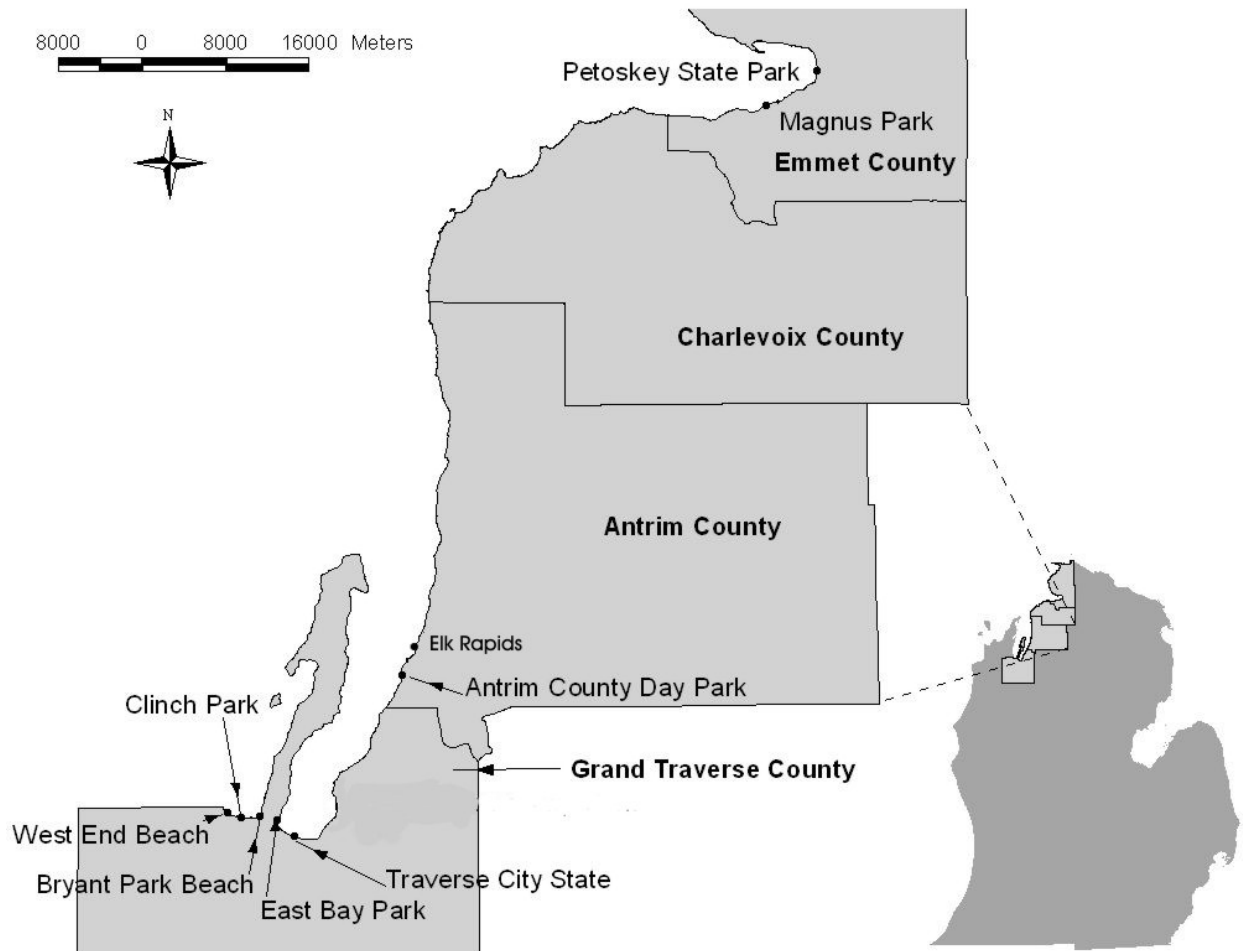 8000 0 8000 16000 Meters
N
Petoskey State Park
Magnus Park
Emmet County
Charlevoix County
Antrim County
Elk Rapids
Antrim County Day Park
Clinch Park
Grand Traverse County
West End Beach
Bryant Park Beach
Traverse City State
East Bay Park